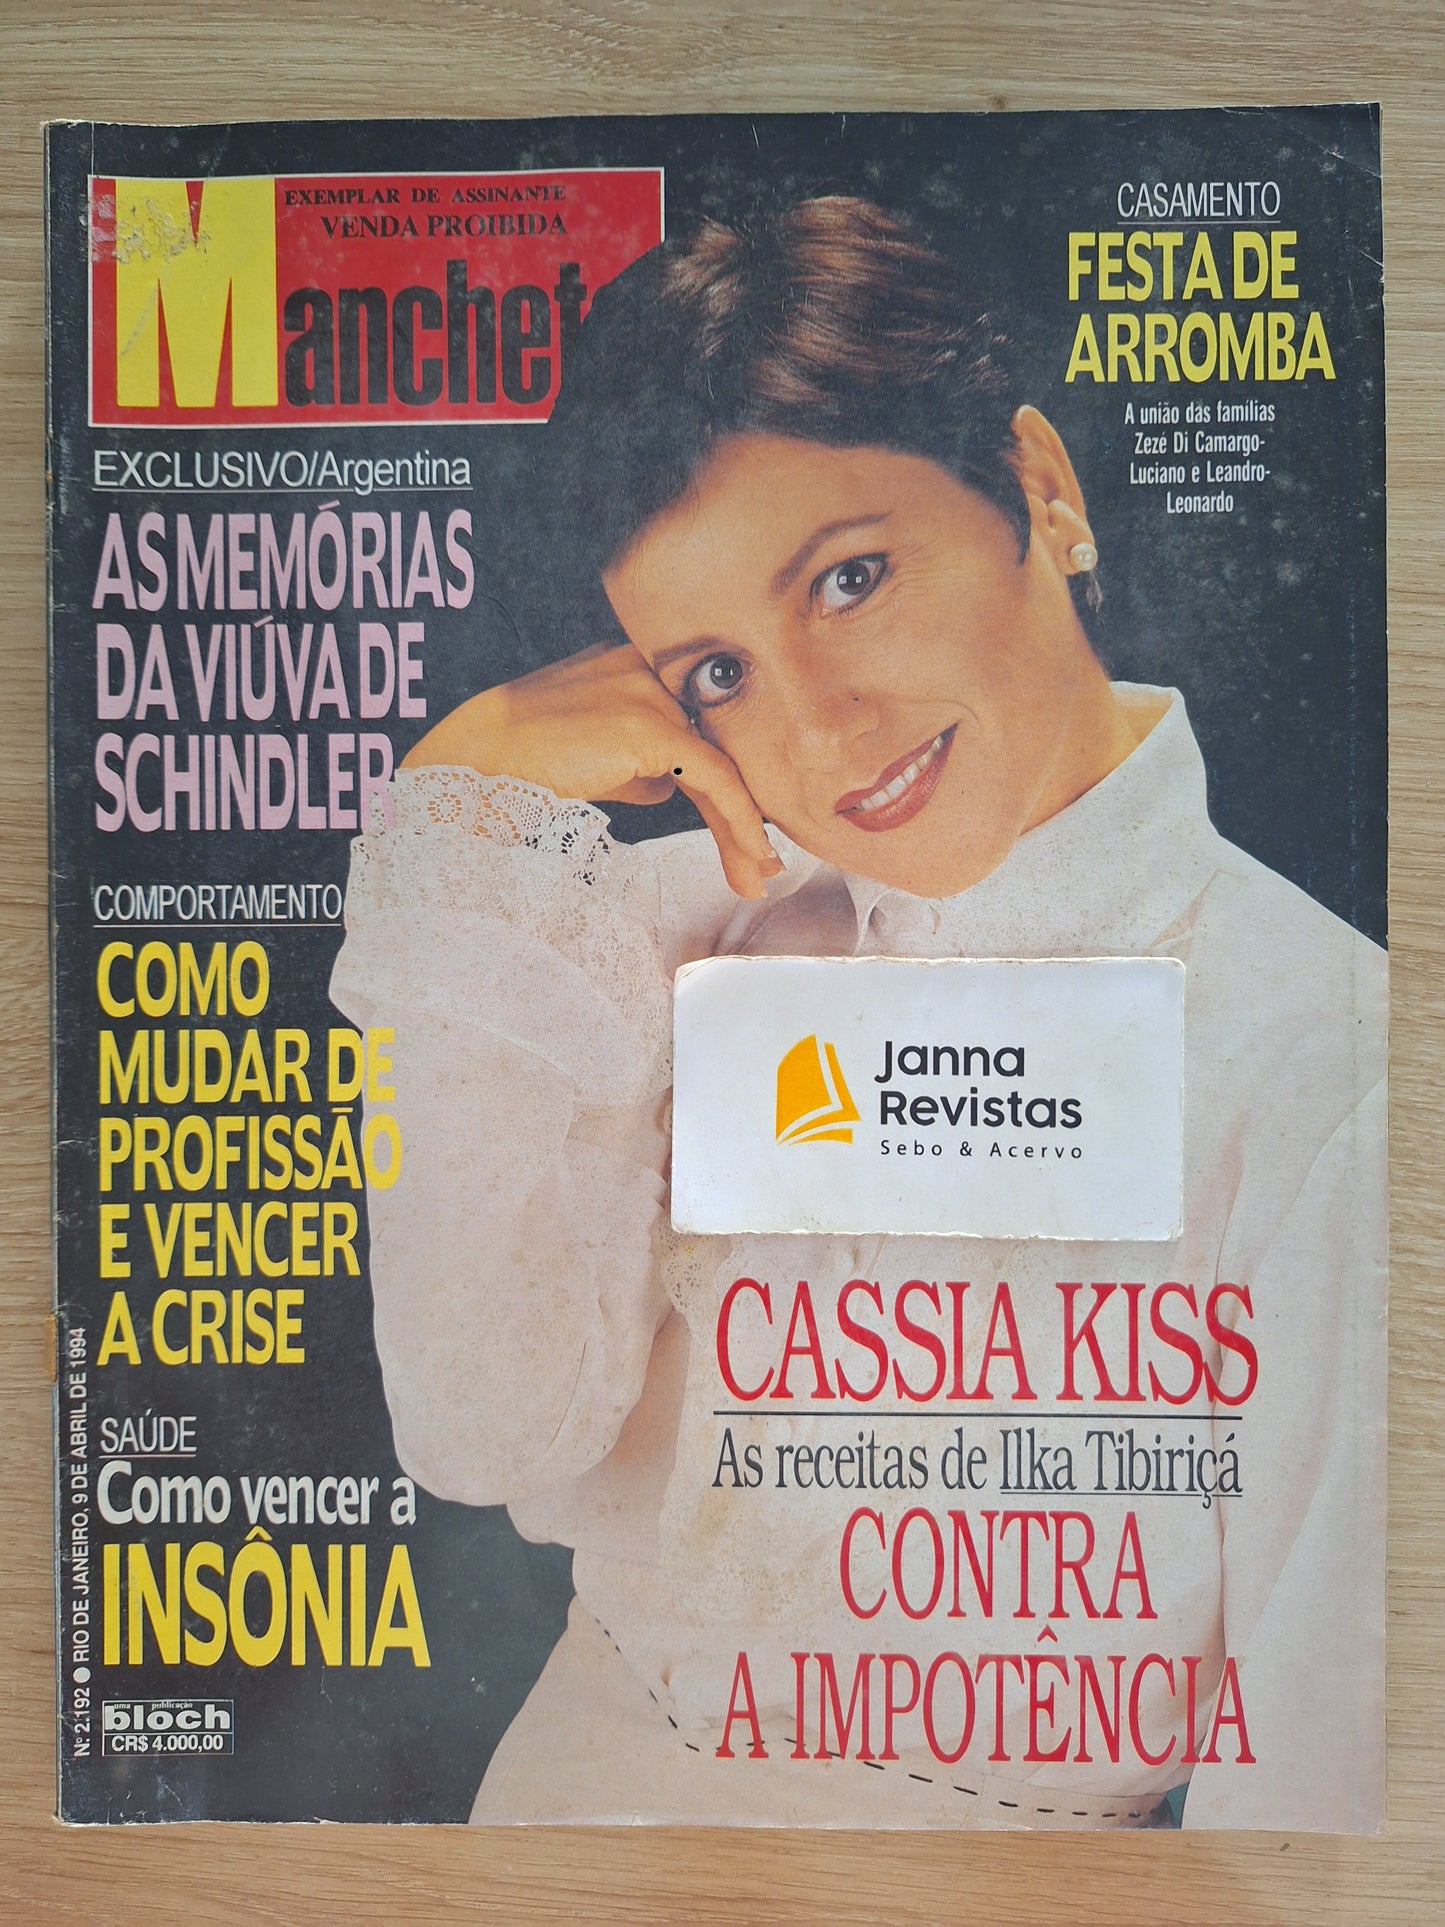 EXEMPLAR DE ASSINANTE
VENDA PROIBIDA
Manchet
CASAMENTO
FESTA DE
ARROMBA
A união das famílias
Zezé Di Camargo-
Luciano e Leandro-
Leonardo
EXCLUSIVO/Argentina
AS MEMÓRIAS
DA VIÚVA DE
SCHINDLER
COMPORTAMENTO
COMO
MUDAR DE
PROFISSÃO
E VENCER
A CRISE
SAÚDE
Como vencer a
INSÔNIA
Janna
Revistas
Sebo & Acervo
CASSIA KISS
As receitas de Ilka Tibiriçá
CONTRA
A IMPOTÊNCIA
Nº 2.192 ● RIO DE JANEIRO, 9 DE ABRIL DE 1994
uma publicação
bloch
CR$ 4.000,00